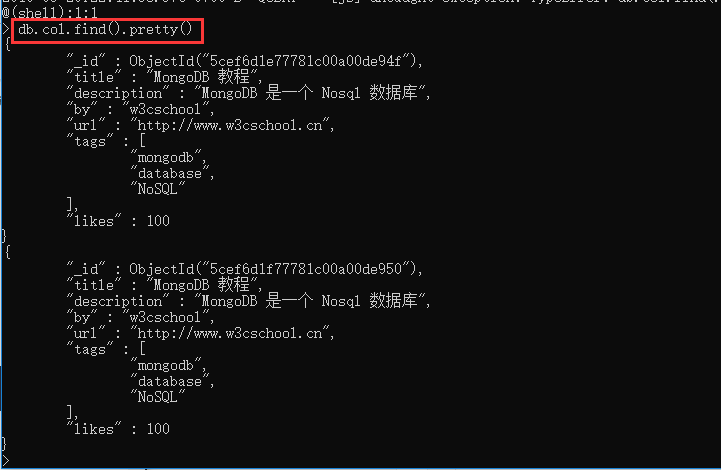 @(shell):1:1
> db.col.find().pretty()
{
"_id" : ObjectId("5cef6d1e77781c00a00de94f"),
"title" : "MongoDB 教程",
"description" : "MongoDB 是一个 Nosql 数据库",
"by" : "w3cschool",
"url" : "http://www.w3cschool.cn",
"tags" : [
"mongodb",
"database",
"NoSQL"
],
"likes" : 100
}
{
"_id" : ObjectId("5cef6d1f77781c00a00de950"),
"title" : "MongoDB 教程",
"description" : "MongoDB 是一个 Nosql 数据库",
"by" : "w3cschool",
"url" : "http://www.w3cschool.cn",
"tags" : [
"mongodb",
"database",
"NoSQL"
],
"likes" : 100
}
>